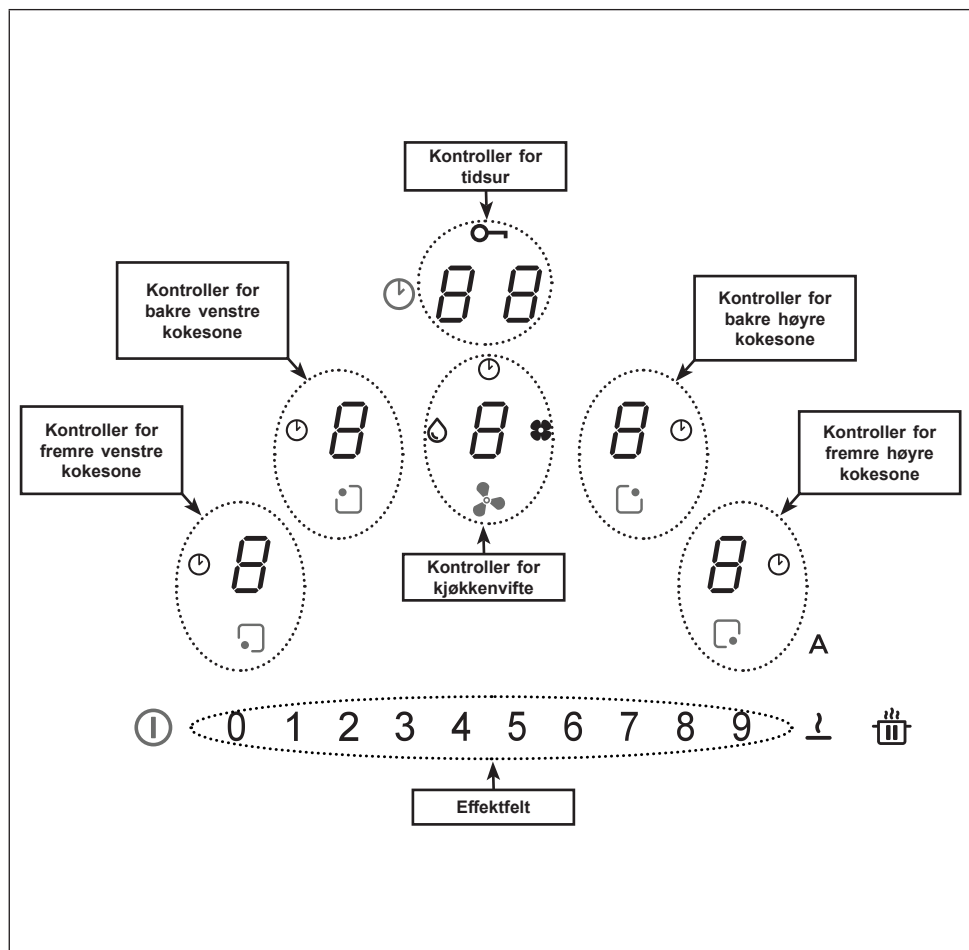 Kontroller for
tidsur
8 8
Kontroller for
bakre venstre
kokesone
Kontroller for
bakre høyre
kokesone
8
8
8
Kontroller for
fremre venstre
kokesone
Kontroller for
fremre høyre
kokesone
8
8
Kontroller for
kjøkkenvifte
A
0 1 2 3 4 5 6 7 8 9
Effektfelt